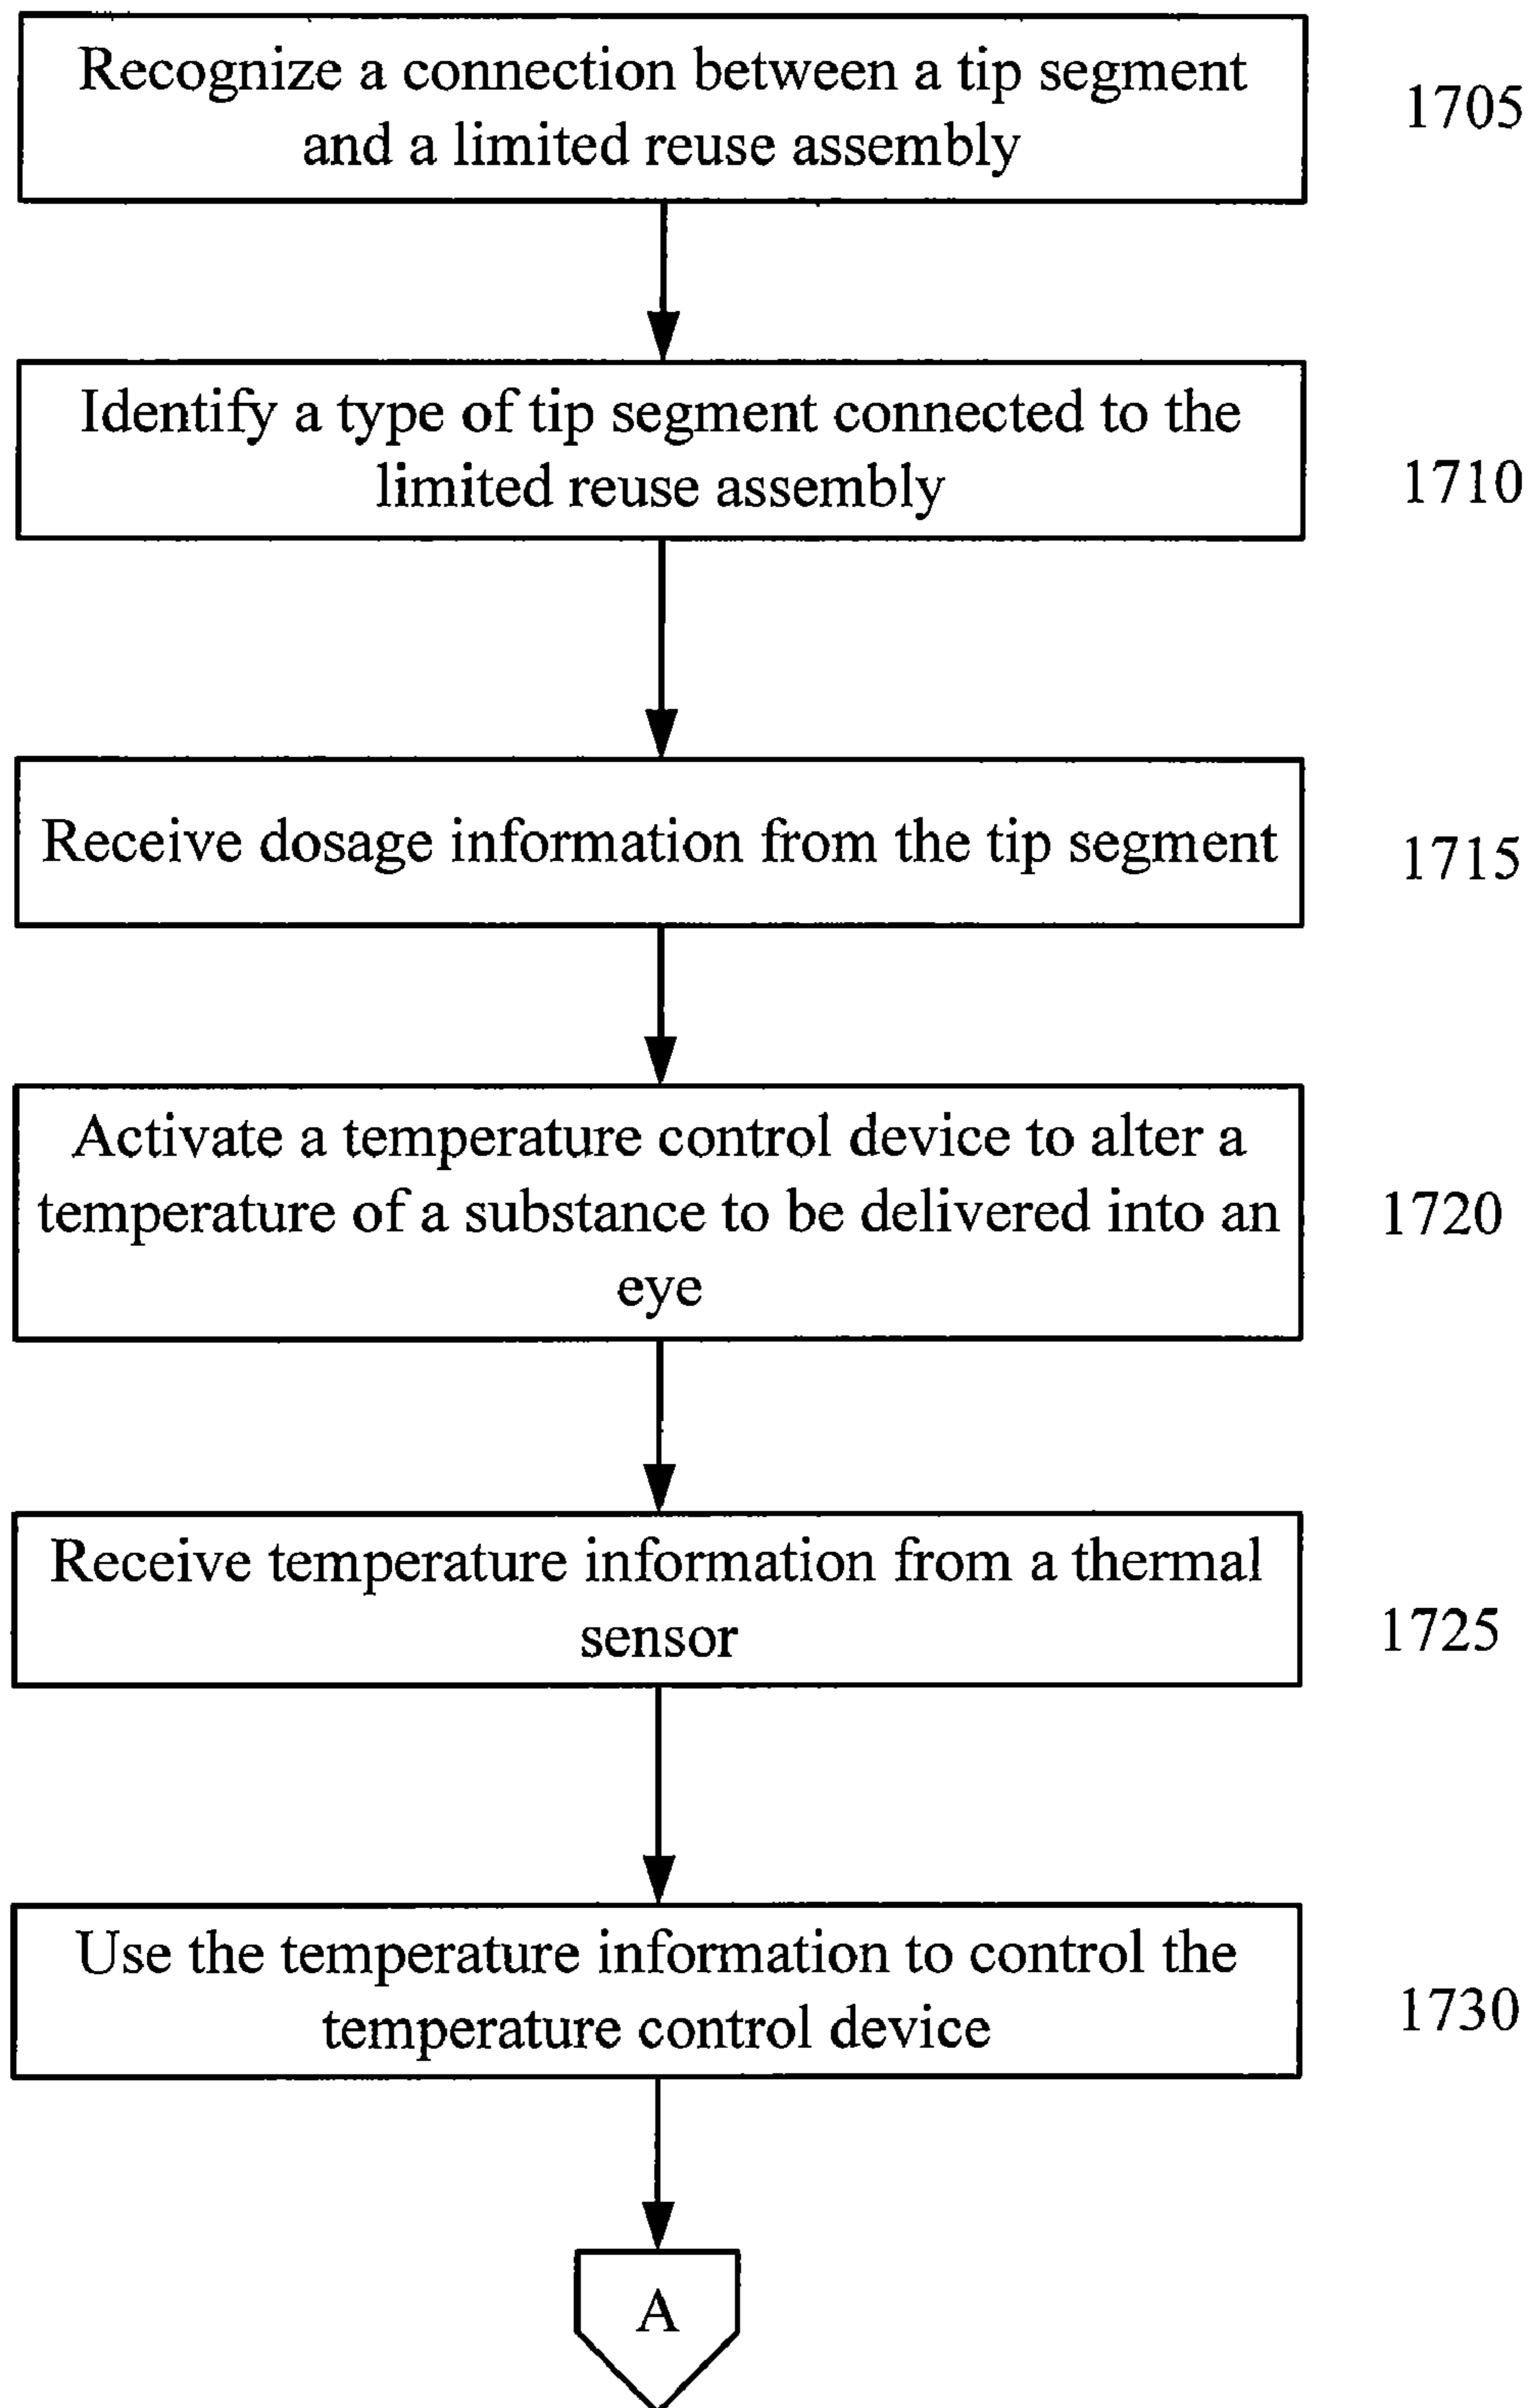 Recognize a connection between a tip segment
and a limited reuse assembly
1705
Identify a type of tip segment connected to the
limited reuse assembly
1710
Receive dosage information from the tip segment
1715
Activate a temperature control device to alter a
temperature of a substance to be delivered into an
eye
1720
Receive temperature information from a thermal
sensor
1725
Use the temperature information to control the
temperature control device
1730
A